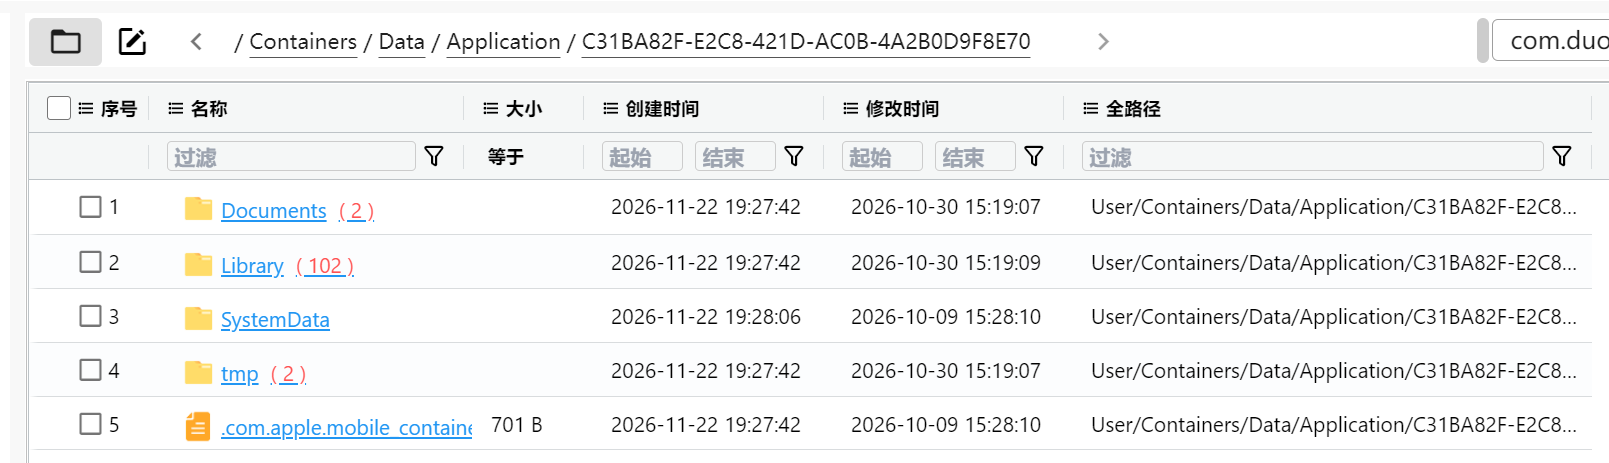 / Containers / Data / Application / C31BA82F-E2C8-421D-AC0B-4A2B0D9F8E70 com.duo
序号 名称 大小 创建时间 修改时间 全路径
过滤 等于 起始 结束 起始 结束 过滤
1 Documents ( 2 ) 2026-11-22 19:27:42 2026-10-30 15:19:07 User/Containers/Data/Application/C31BA82F-E2C8...
2 Library ( 102 ) 2026-11-22 19:27:42 2026-10-30 15:19:09 User/Containers/Data/Application/C31BA82F-E2C8...
3 SystemData 2026-11-22 19:28:06 2026-10-09 15:28:10 User/Containers/Data/Application/C31BA82F-E2C8...
4 tmp ( 2 ) 2026-11-22 19:27:42 2026-10-30 15:19:07 User/Containers/Data/Application/C31BA82F-E2C8...
5 .com.apple.mobile_containe 701 B 2026-11-22 19:27:42 2026-10-09 15:28:10 User/Containers/Data/Application/C31BA82F-E2C8...